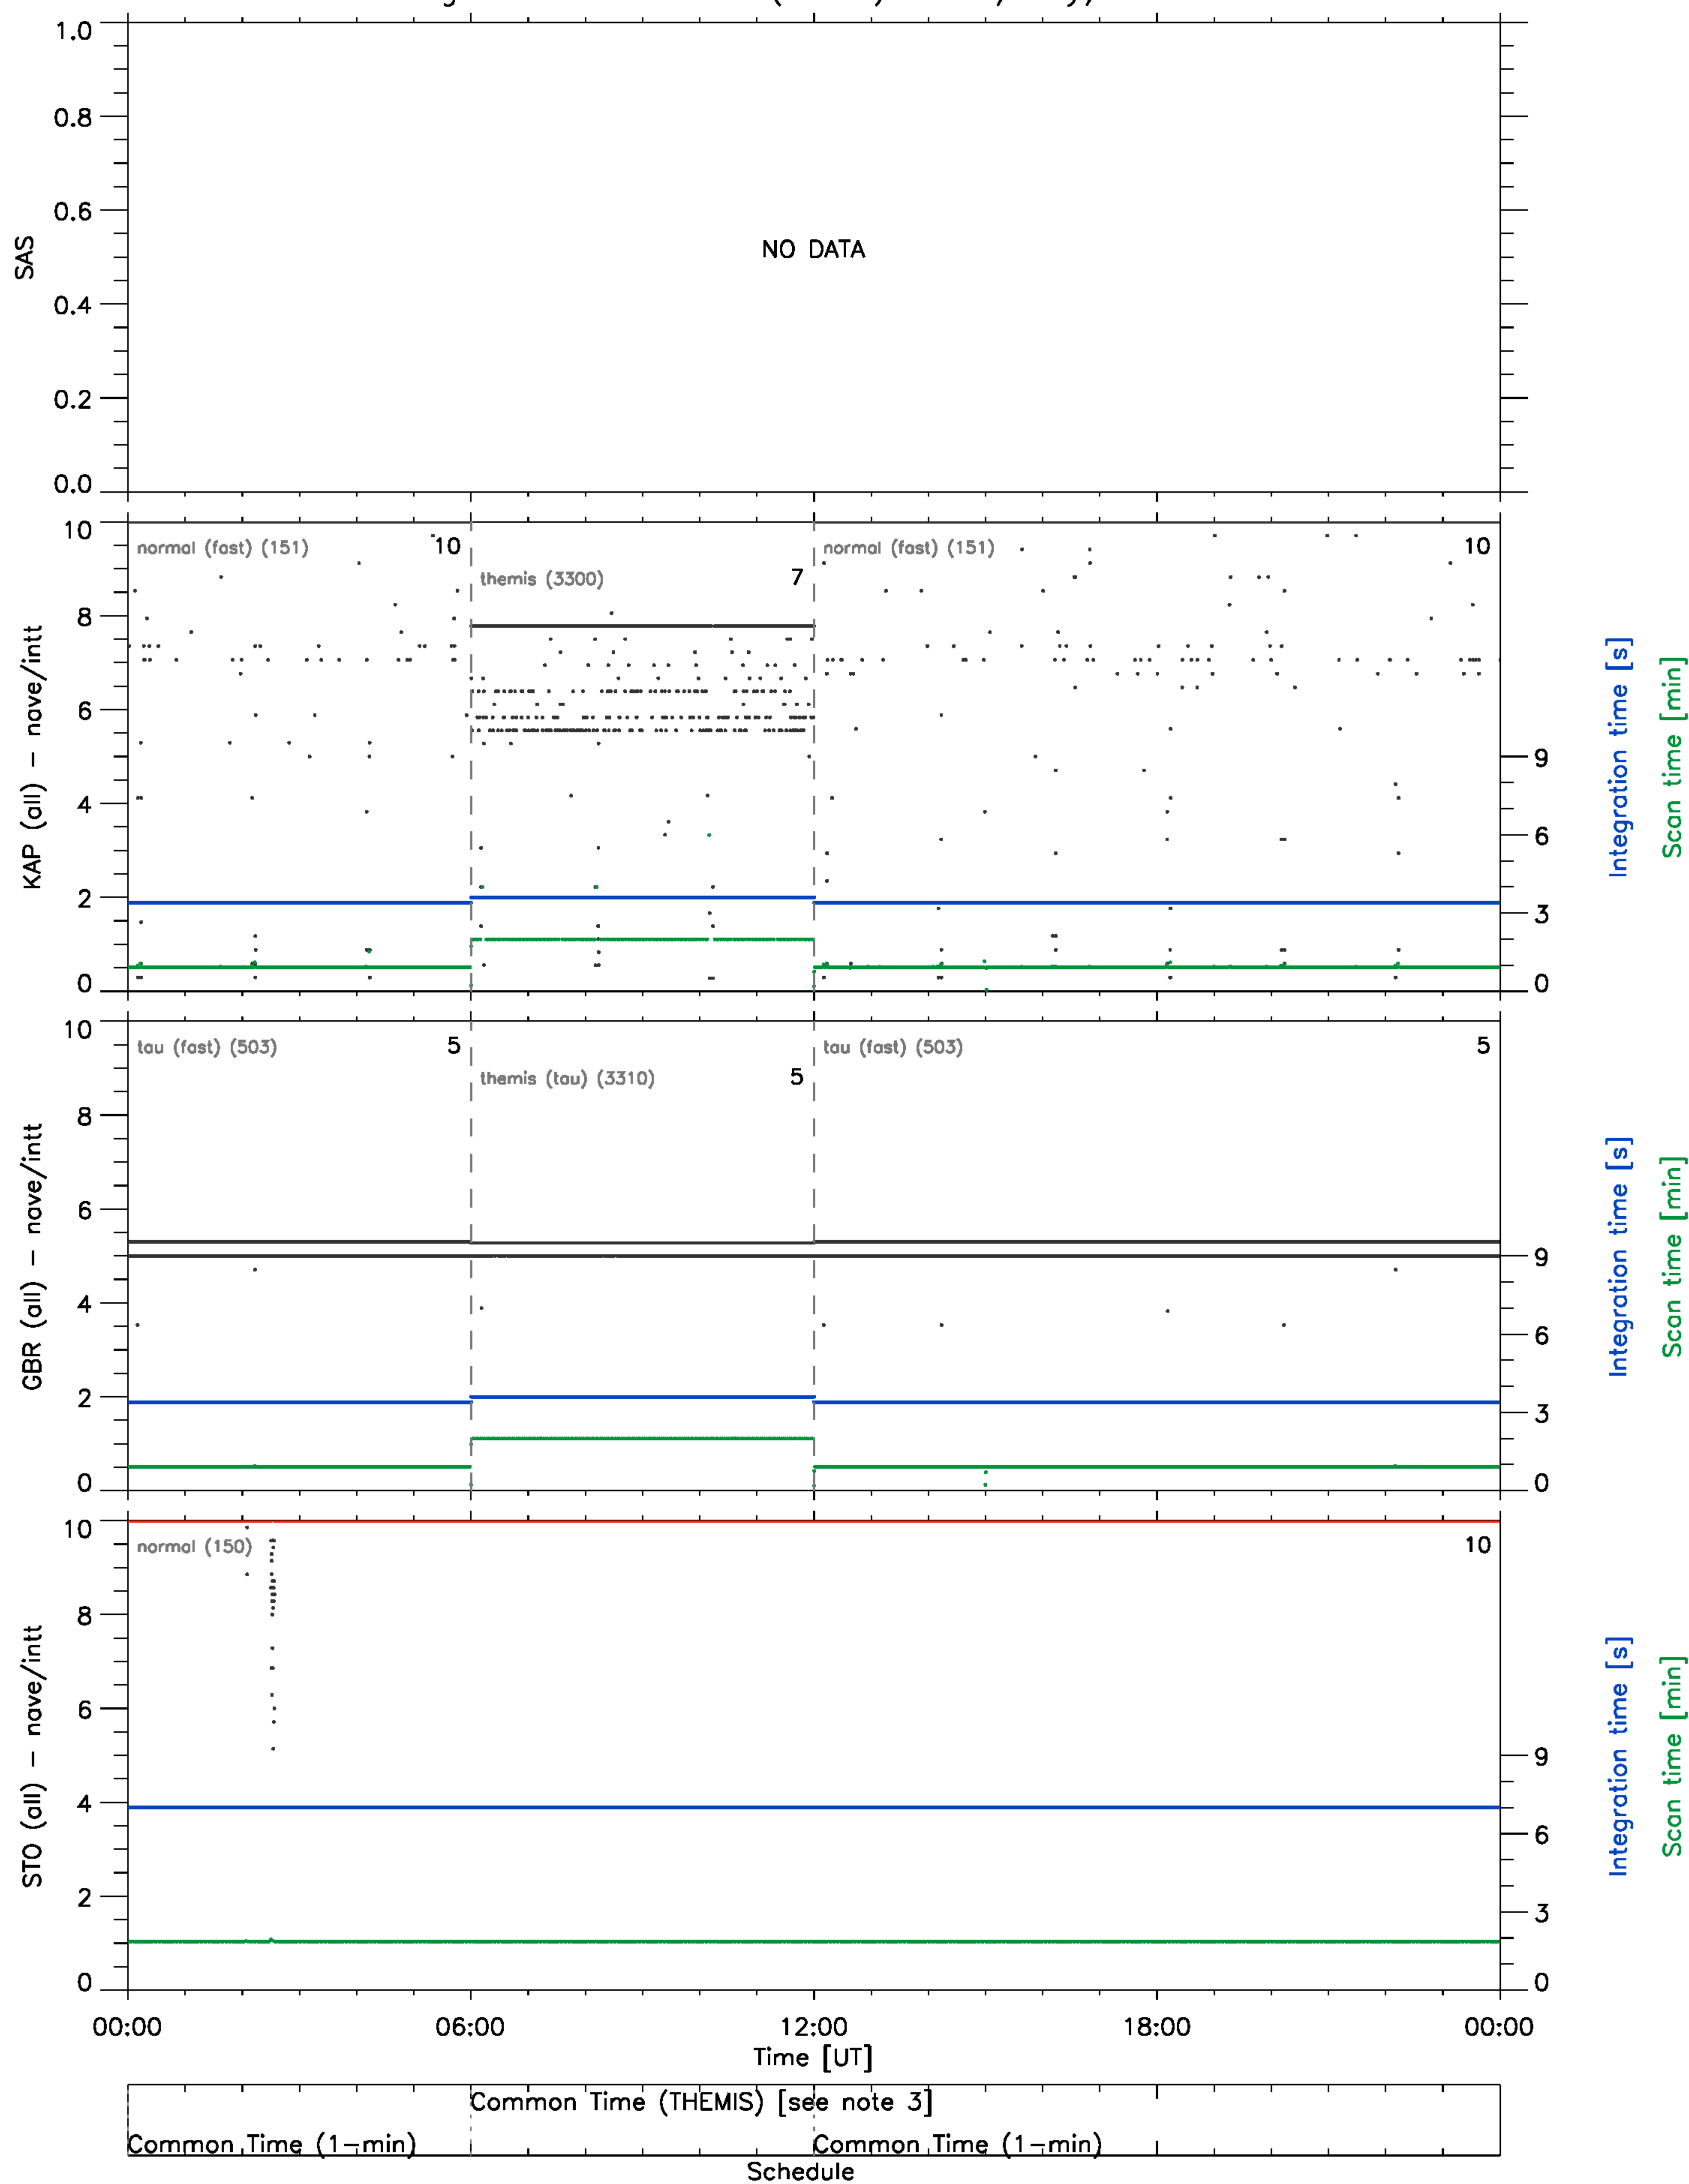 1.0
0.8
0.6
0.4
0.2
0.0
SAS
NO DATA
10
8
6
4
2
0
KAP (all) – nave/intt
normal (fast) (151)
10
themis (3300)
7
normal (fast) (151)
10
9
6
3
0
Integration time [s]
Scan time [min]
10
8
6
4
2
0
GBR (all) – nave/intt
tau (fast) (503)
5
themis (tau) (3310)
5
tau (fast) (503)
5
9
6
3
0
Integration time [s]
Scan time [min]
10
8
6
4
2
0
STO (all) – nave/intt
normal (150)
10
9
6
3
0
Integration time [s]
Scan time [min]
00:00
06:00
12:00
18:00
00:00
Time [UT]
Common Time (THEMIS) [see note 3]
Common Time (1–min)
Common Time (1–min)
Schedule